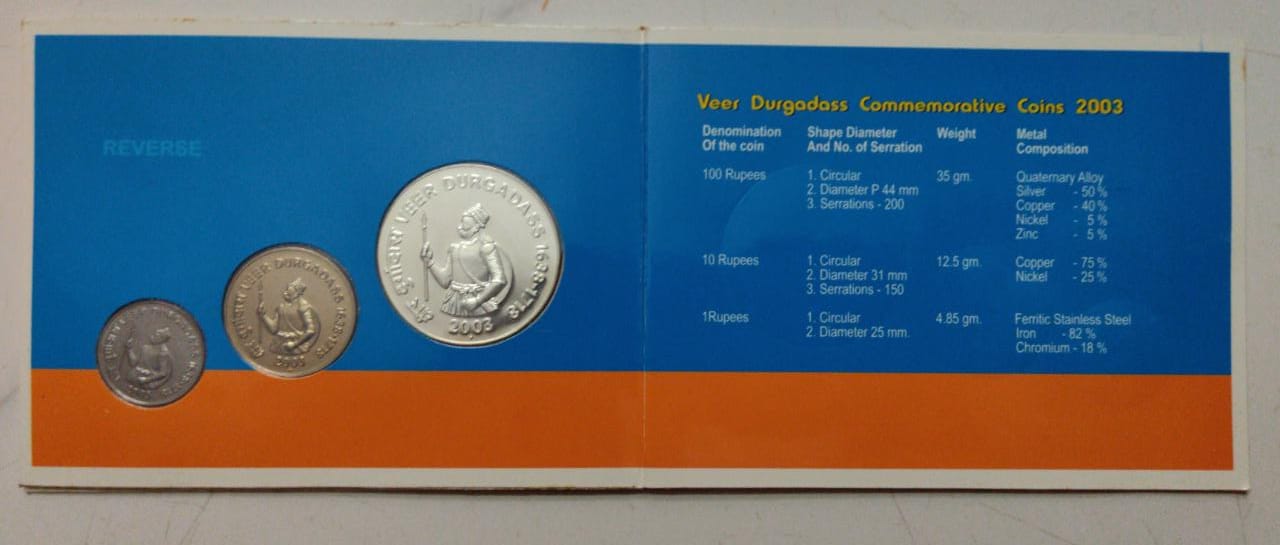 REVERSE
वीर दुर्गादास VEER DURGADASS 1638-1718
2003
वीर दुर्गादास VEER DURGADASS 1638-1718
2003
Veer Durgadass Commemorative Coins 2003
Denomination Of the coin Shape Diameter And No. of Serration Weight Metal Composition
100 Rupees 1. Circular 35 gm. Quaternary Alloy
2. Diameter P 44 mm Silver - 50 %
3. Serrations - 200 Copper - 40 %
Nickel - 5 %
Zinc - 5 %
10 Rupees 1. Circular 12.5 gm. Copper - 75 %
2. Diameter 31 mm Nickel - 25 %
3. Serrations - 150
1Rupees 1. Circular 4.85 gm. Ferritic Stainless Steel
2. Diameter 25 mm. Iron - 82 %
Chromium - 18 %